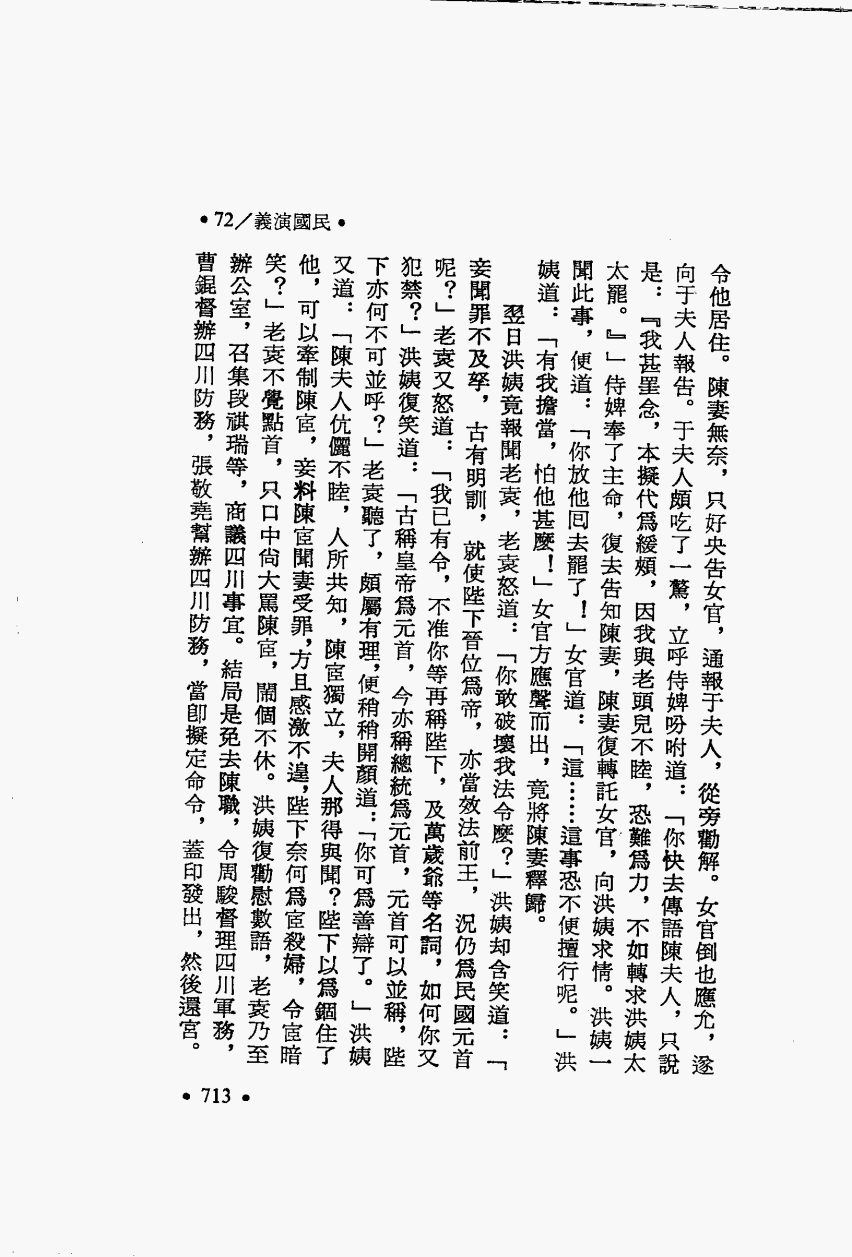 •72／義演國民•
令他居住。陳妻無奈，只好央告女官，通報于夫人，從旁勸解。女官倒也應允，遂
向于夫人報告。于夫人頗吃了一驚，立呼侍婢吩咐道：「你快去傳語陳夫人，只說
是：『我甚罣念，本擬代爲緩頰，因我與老頭兒不睦，恐難爲力，不如轉求洪姨太
太罷。』」侍婢奉了主命，復去告知陳妻，陳妻復轉託女官，向洪姨求情。洪姨一
聞此事，便道：「你放他囘去罷了！」女官道：「這……這事恐不便擅行呢。」洪
姨道：「有我擔當，怕他甚麼！」女官方應聲而出，竟將陳妻釋歸。
翌日洪姨竟報聞老袁，老袁怒道：「你敢破壞我法令麼？」洪姨却含笑道：「
妾聞罪不及孥，古有明訓，就使陛下晉位爲帝，亦當效法前王，況仍爲民國元首
呢？」老袁又怒道：「我已有令，不准你等再稱陛下，及萬歲爺等名詞，如何你又
犯禁？」洪姨復笑道：「古稱皇帝爲元首，今亦稱總統爲元首，元首可以並稱，陛
下亦何不可並呼？」老袁聽了，頗屬有理，便稍稍開顏道：「你可爲善辯了。」洪姨
又道：「陳夫人伉儷不睦，人所共知，陳宧獨立，夫人那得與聞？陛下以爲錮住了
他，可以牽制陳宧，妾料陳宧聞妻受罪，方且感激不遑，陛下奈何爲宧殺婦，令宧暗
笑？」老袁不覺點首，只口中尙大罵陳宧，鬧個不休。洪姨復勸慰數語，老袁乃至
辦公室，召集段祺瑞等，商議四川事宜。結局是免去陳職，令周駿督理四川軍務，
曹錕督辦四川防務，張敬堯幫辦四川防務，當卽擬定命令，蓋印發出，然後還宮。
•713•